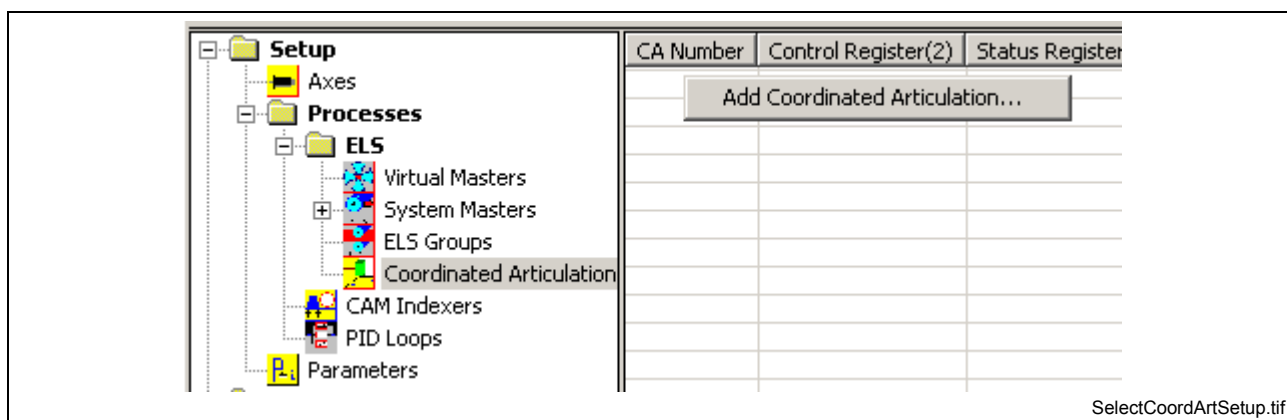 Setup
CA Number
Control Register(2)
Status Register
Axes
Add Coordinated Articulation...
Processes
ELS
Virtual Masters
System Masters
ELS Groups
Coordinated Articulation
CAM Indexers
PID Loops
Parameters
SelectCoordArtSetup.tif